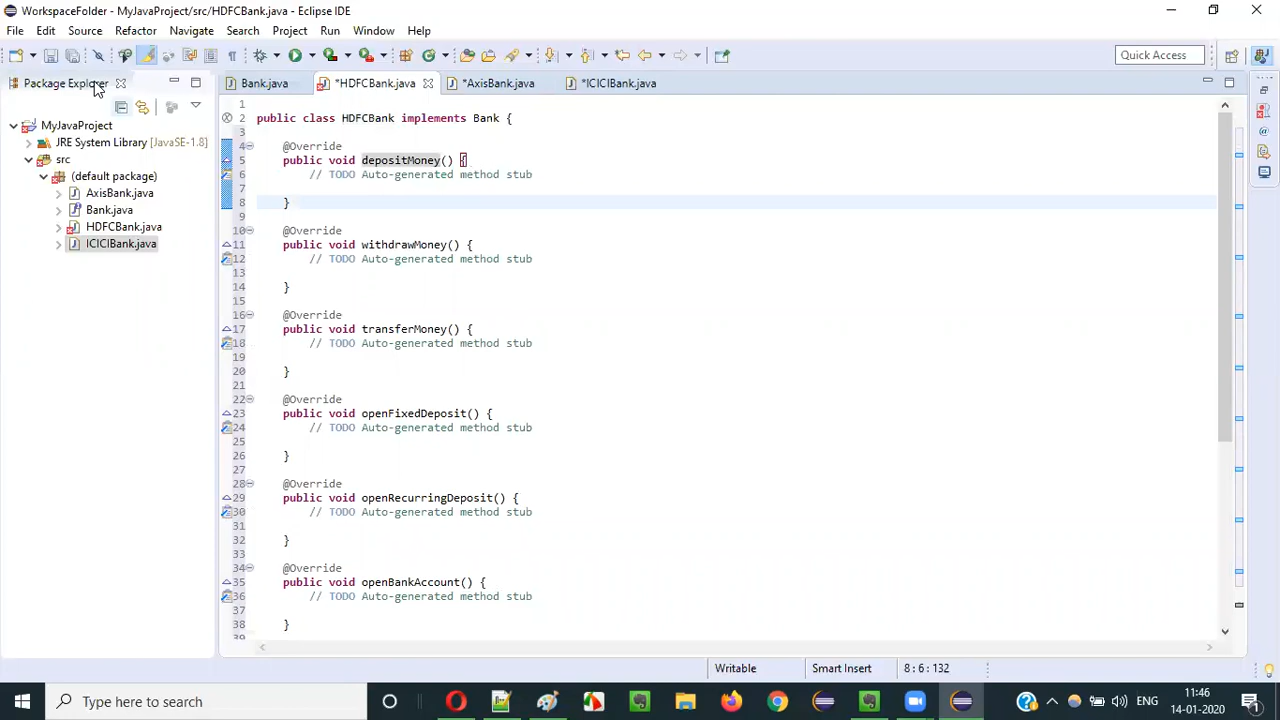 WorkspaceFolder - MyJavaProject/src/HDFCBank.java - Eclipse IDE
File Edit Source Refactor Navigate Search Project Run Window Help
Quick Access
Package Explorer
Bank.java *HDFCBank.java *AxisBank.java *ICICIBank.java
MyJavaProject
JRE System Library [JavaSE-1.8]
src
(default package)
AxisBank.java
Bank.java
HDFCBank.java
ICICIBank.java
1
2 public class HDFCBank implements Bank {
3
4 @Override
5 public void depositMoney() {
6 // TODO Auto-generated method stub
7
8 }
9
10 @Override
11 public void withdrawMoney() {
12 // TODO Auto-generated method stub
13
14 }
15
16 @Override
17 public void transferMoney() {
18 // TODO Auto-generated method stub
19
20 }
21
22 @Override
23 public void openFixedDeposit() {
24 // TODO Auto-generated method stub
25
26 }
27
28 @Override
29 public void openRecurringDeposit() {
30 // TODO Auto-generated method stub
31
32 }
33
34 @Override
35 public void openBankAccount() {
36 // TODO Auto-generated method stub
37
38 }
39
Writable Smart Insert 8 : 6 : 132
Type here to search
ENG
11:46
14-01-2020